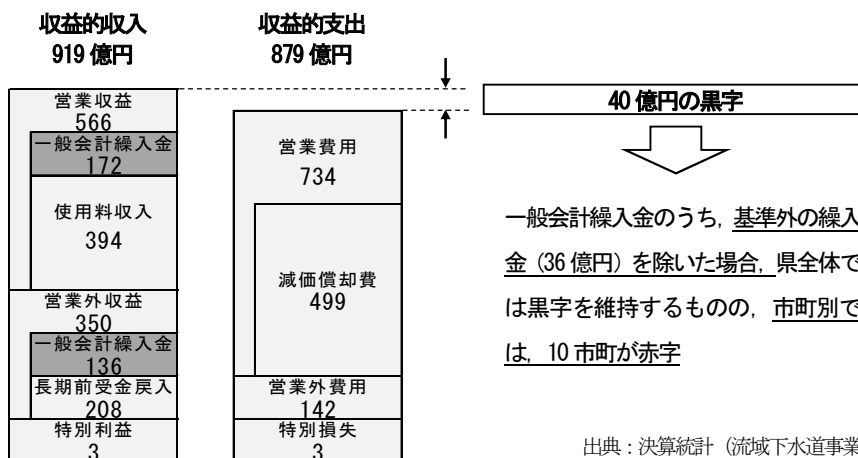 収益的収入
919 億円
収益的支出
879 億円
営業収益
566
一般会計繰入金
172
使用料収入
394
営業外収益
350
一般会計繰入金
136
長期前受金戻入
208
特別利益
3
営業費用
734
減価償却費
499
営業外費用
142
特別損失
3
40 億円の黒字
一般会計繰入金のうち，基準外の繰入
金（36 億円）を除いた場合，県全体で
は黒字を維持するものの，市町別で
は，10 市町が赤字
出典：決算統計（流域下水道事業